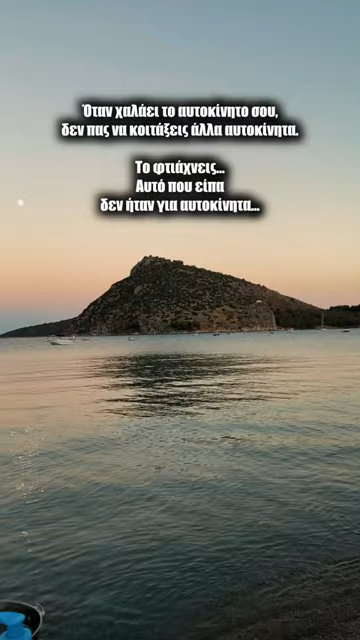 Όταν χαλάει το αυτοκίνητο σου,
δεν πας να κοιτάξεις άλλα αυτοκίνητα.
Το φτιάχνεις...
Αυτό που είπα
δεν ήταν για αυτοκίνητα...